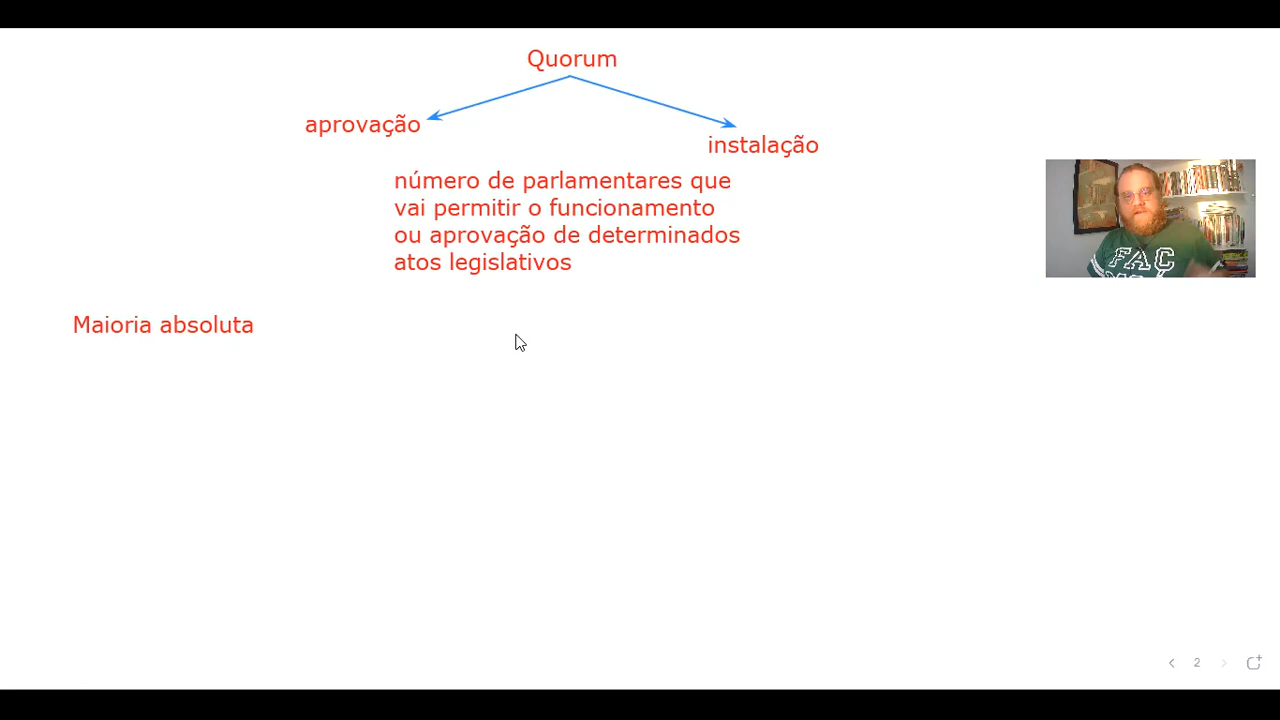 Quorum
aprovação
instalação
número de parlamentares que
vai permitir o funcionamento
ou aprovação de determinados
atos legislativos
FAC
Maioria absoluta
2